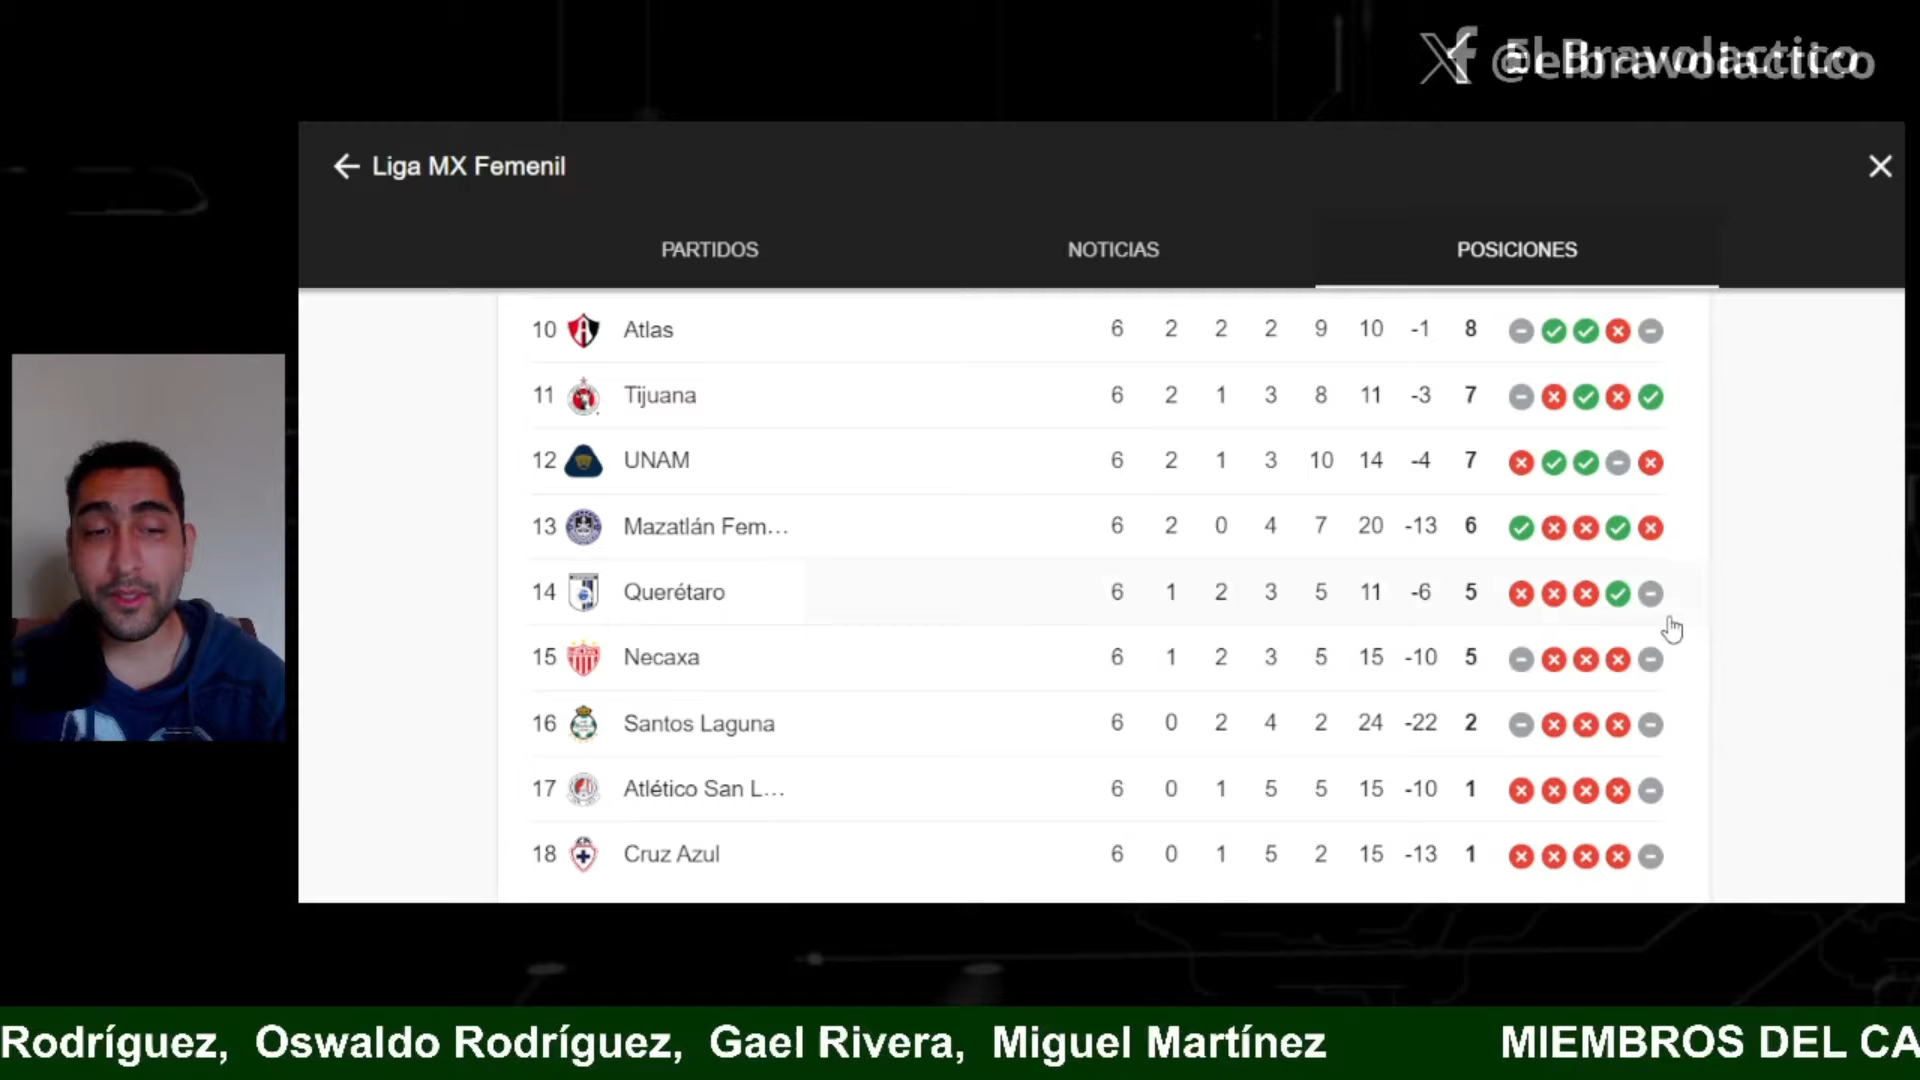 Liga MX Femenil
PARTIDOS NOTICIAS POSICIONES
10 Atlas 6 2 2 2 9 10 -1 8
11 Tijuana 6 2 1 3 8 11 -3 7
12 UNAM 6 2 1 3 10 14 -4 7
13 Mazatlán Fem... 6 2 0 4 7 20 -13 6
14 Querétaro 6 1 2 3 5 11 -6 5
15 Necaxa 6 1 2 3 5 15 -10 5
16 Santos Laguna 6 0 2 4 2 24 -22 2
17 Atlético San L... 6 0 1 5 5 15 -10 1
18 Cruz Azul 6 0 1 5 2 15 -13 1
Rodríguez, Oswaldo Rodríguez, Gael Rivera, Miguel Martínez MIEMBROS DEL CA